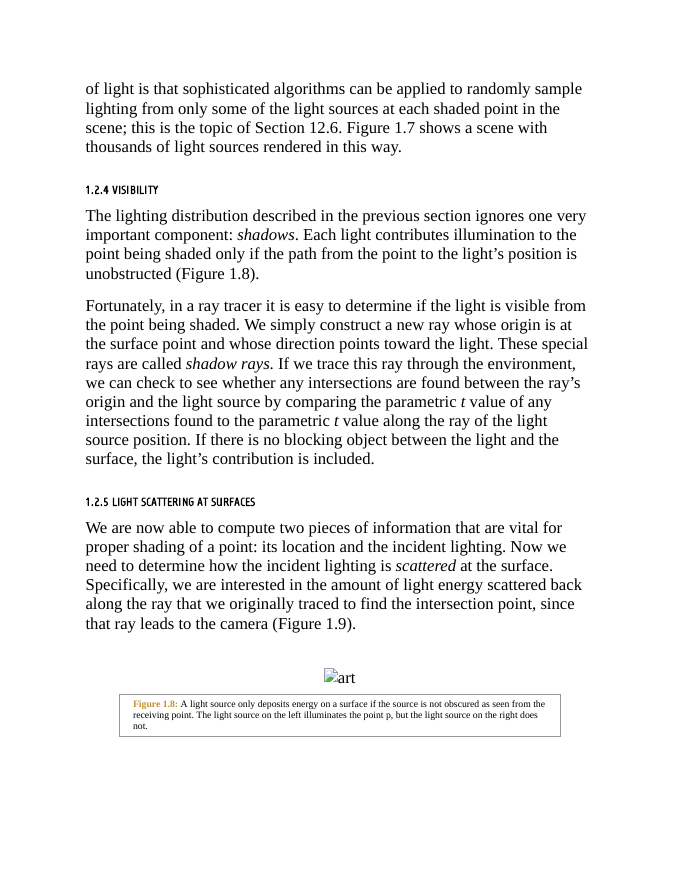 of light is that sophisticated algorithms can be applied to randomly sample
lighting from only some of the light sources at each shaded point in the
scene; this is the topic of Section 12.6. Figure 1.7 shows a scene with
thousands of light sources rendered in this way.
1.2.4 VISIBILITY
The lighting distribution described in the previous section ignores one very
important component: shadows. Each light contributes illumination to the
point being shaded only if the path from the point to the light’s position is
unobstructed (Figure 1.8).
Fortunately, in a ray tracer it is easy to determine if the light is visible from
the point being shaded. We simply construct a new ray whose origin is at
the surface point and whose direction points toward the light. These special
rays are called shadow rays. If we trace this ray through the environment,
we can check to see whether any intersections are found between the ray’s
origin and the light source by comparing the parametric t value of any
intersections found to the parametric t value along the ray of the light
source position. If there is no blocking object between the light and the
surface, the light’s contribution is included.
1.2.5 LIGHT SCATTERING AT SURFACES
We are now able to compute two pieces of information that are vital for
proper shading of a point: its location and the incident lighting. Now we
need to determine how the incident lighting is scattered at the surface.
Specifically, we are interested in the amount of light energy scattered back
along the ray that we originally traced to find the intersection point, since
that ray leads to the camera (Figure 1.9).
art
Figure 1.8: A light source only deposits energy on a surface if the source is not obscured as seen from the
receiving point. The light source on the left illuminates the point p, but the light source on the right does
not.